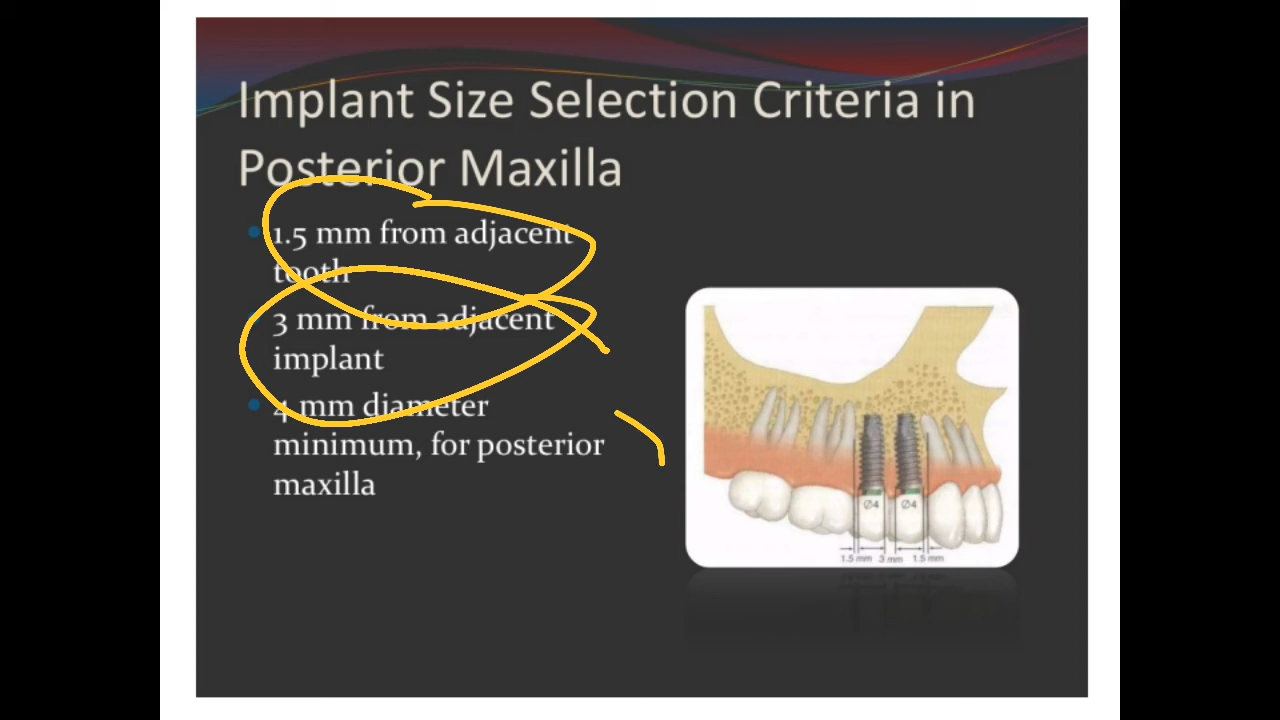 Implant Size Selection Criteria in
Posterior Maxilla
1.5 mm from adjacent
tooth
3 mm from adjacent
implant
4 mm diameter
minimum, for posterior
maxilla
Ø4 Ø4
1.5 mm 3 mm 1.5 mm